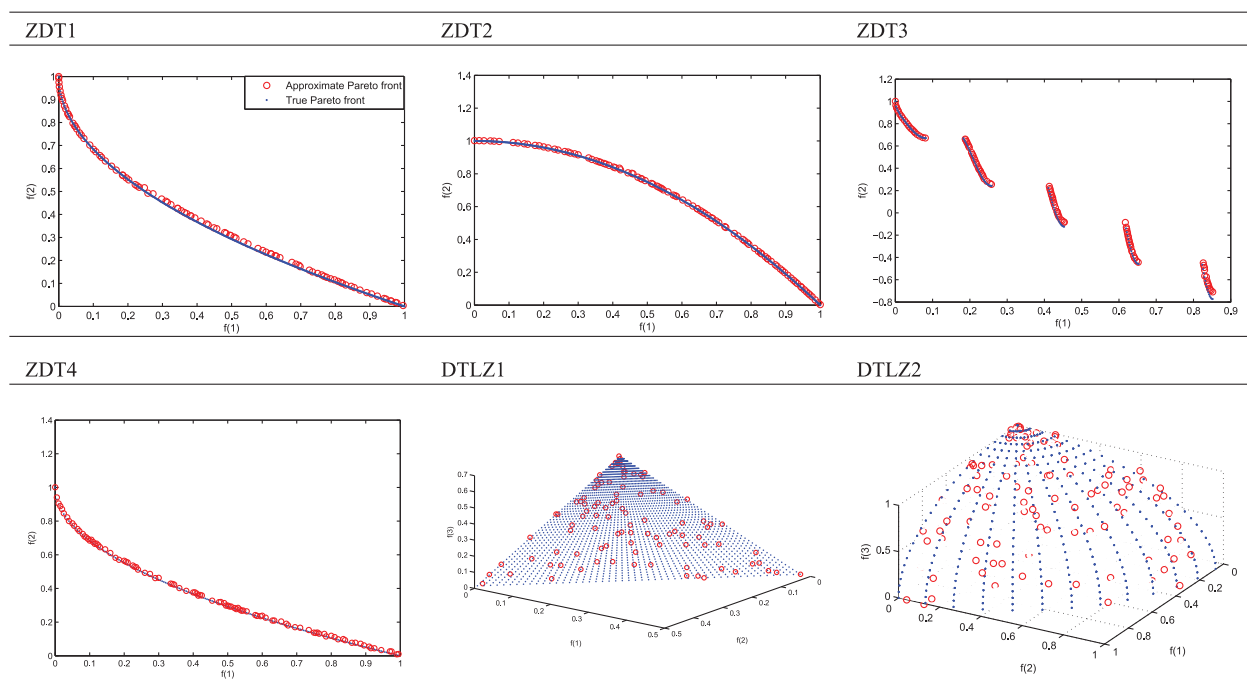 ZDT1 ZDT2 ZDT3
1
0.9
0.8
0.7
0.6
0.5
0.4
0.3
0.2
0.1
0
f(2)
0 0.1 0.2 0.3 0.4 0.5 0.6 0.7 0.8 0.9 1
f(1)
Approximate Pareto front
True Pareto front
1.4
1.2
1
0.8
0.6
0.4
0.2
0
f(2)
0 0.1 0.2 0.3 0.4 0.5 0.6 0.7 0.8 0.9 1
f(1)
1.2
1
0.8
0.6
0.4
0.2
0
−0.2
−0.4
−0.6
−0.8
f(2)
0 0.1 0.2 0.3 0.4 0.5 0.6 0.7 0.8 0.9
f(1)
ZDT4 DTLZ1 DTLZ2
1.4
1.2
1
0.8
0.6
0.4
0.2
0
f(2)
0 0.1 0.2 0.3 0.4 0.5 0.6 0.7 0.8 0.9 1
f(1)
0.7
0.6
0.5
0.4
0.3
0.2
0.1
0
f(3)
0 0.1 0.2 0.3 0.4 0.5
f(1)
0.5 0.4 0.3 0.2 0.1 0
f(2)
1
0.5
0
f(3)
0 0.2 0.4 0.6 0.8 1
f(2)
1 0.8 0.6 0.4 0.2 0
f(1)